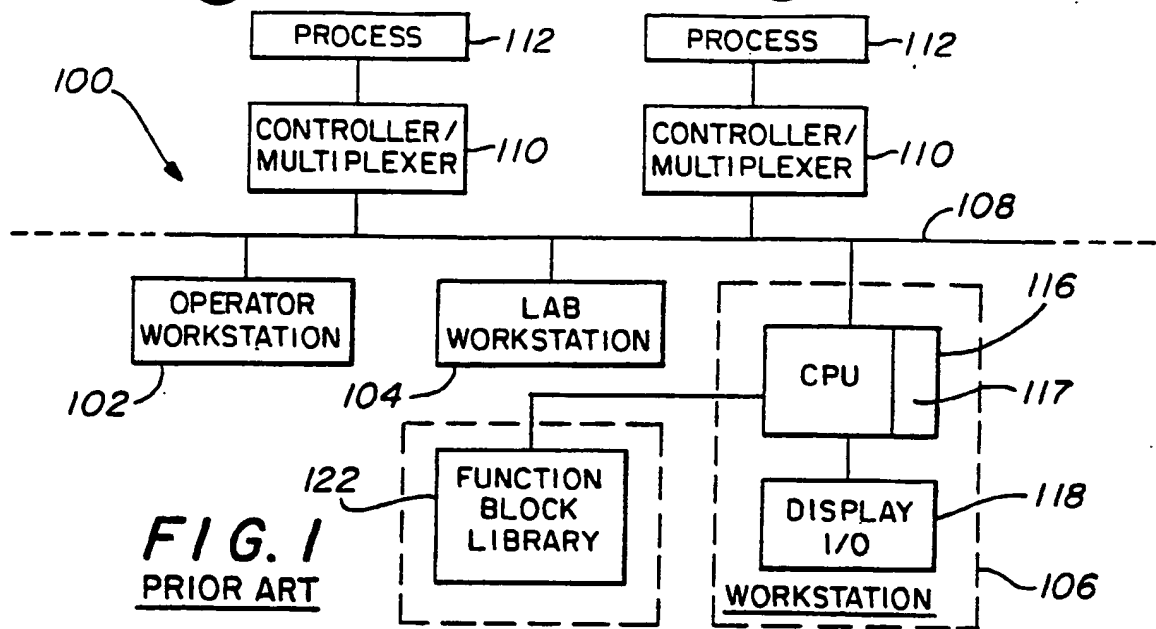 PROCESS
112
PROCESS
112
100
CONTROLLER/
MULTIPLEXER
110
CONTROLLER/
MULTIPLEXER
110
108
OPERATOR
WORKSTATION
102
LAB
WORKSTATION
104
116
CPU
117
122
FUNCTION
BLOCK
LIBRARY
DISPLAY
I/O
118
WORKSTATION
106
FIG. 1
PRIOR ART